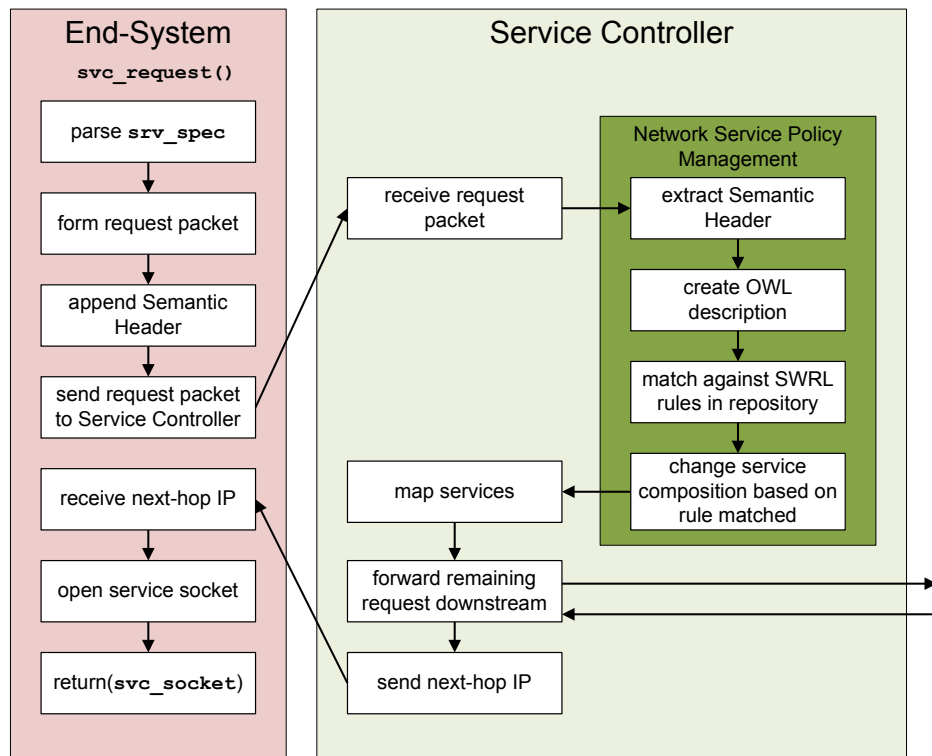 End-System
svc_request()
parse srv_spec
form request packet
append Semantic
Header
send request packet
to Service Controller
receive next-hop IP
open service socket
return(svc_socket)
Service Controller
receive request
packet
Network Service Policy
Management
extract Semantic
Header
create OWL
description
match against SWRL
rules in repository
change service
composition based on
rule matched
map services
forward remaining
request downstream
send next-hop IP